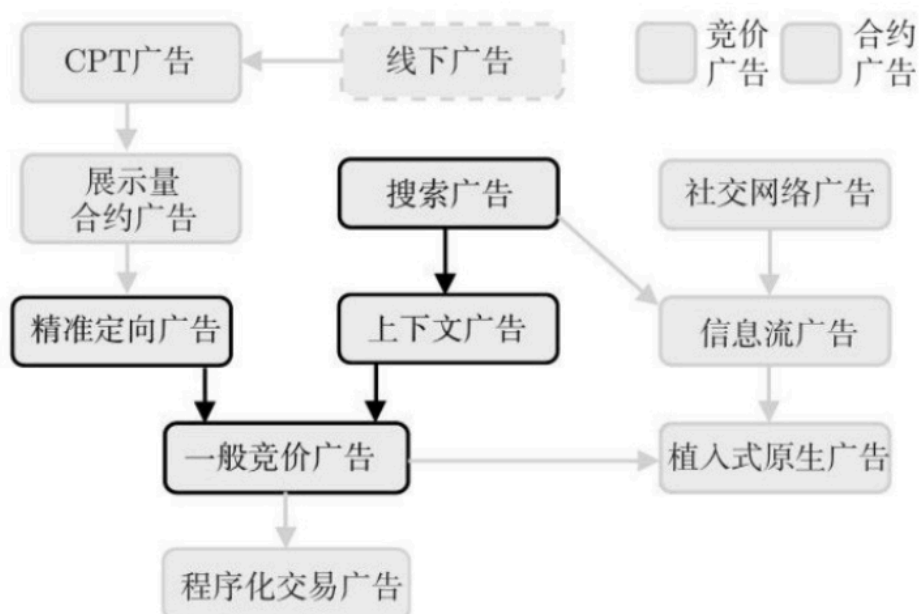 CPT广告
线下广告
竞价
广告
合约
广告
展示量
合约广告
搜索广告
社交网络广告
精准定向广告
上下文广告
信息流广告
一般竞价广告
植入式原生广告
程序化交易广告